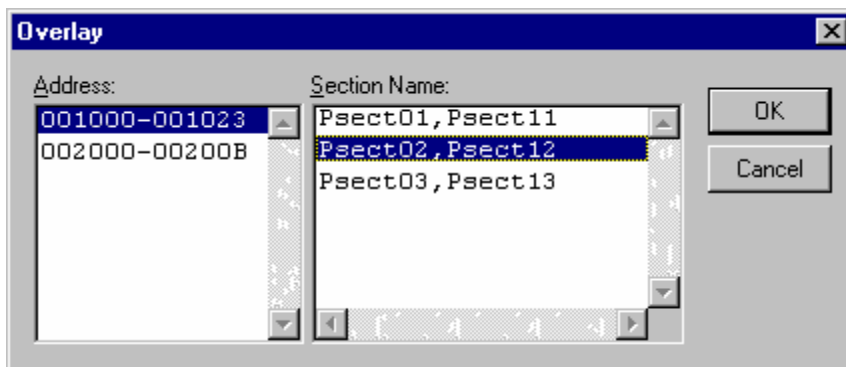 Overlay
Address:
Section Name:
001000-001023
002000-00200B
Psect01,Psect11
Psect02,Psect12
Psect03,Psect13
OK
Cancel